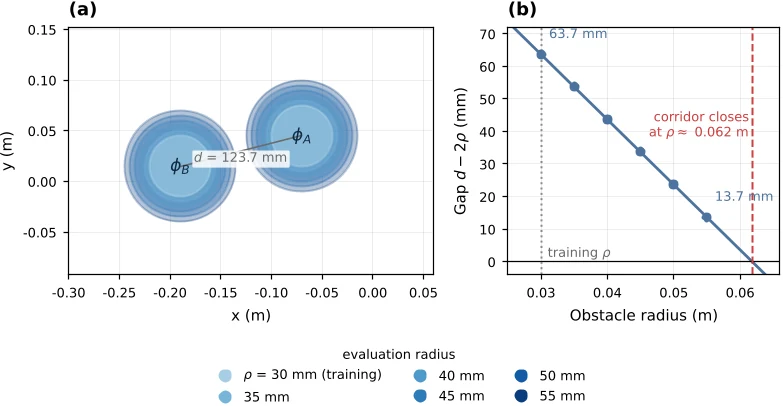 (a)
0.15
0.10
0.05
0.00
-0.05
y (m)
ϕA
ϕB
d = 123.7 mm
-0.30 -0.25 -0.20 -0.15 -0.10 -0.05 0.00 0.05
x (m)
(b)
70
60
50
40
30
20
10
0
Gap d − 2ρ (mm)
63.7 mm
corridor closes
at ρ ≈ 0.062 m
13.7 mm
training ρ
0.03 0.04 0.05 0.06
Obstacle radius (m)
evaluation radius
ρ = 30 mm (training)
35 mm
40 mm
45 mm
50 mm
55 mm